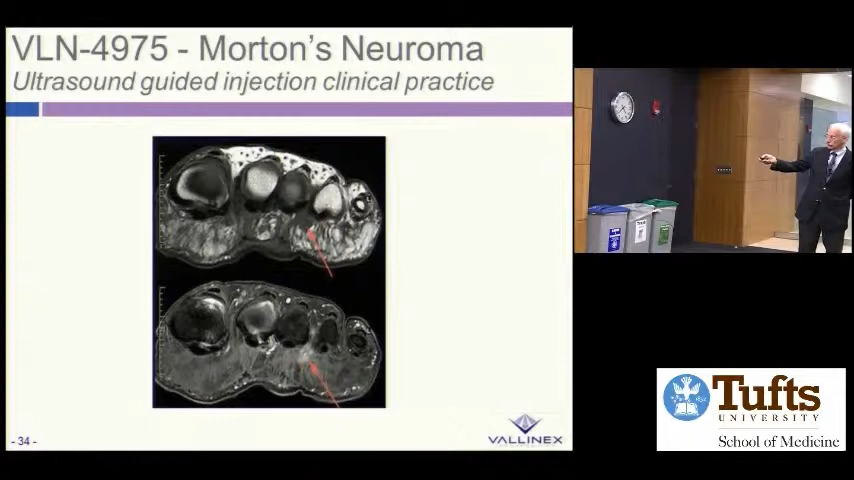 VLN-4975 - Morton's Neuroma
Ultrasound guided injection clinical practice
- 34 -
VALLINEX
Tufts
UNIVERSITY
School of Medicine